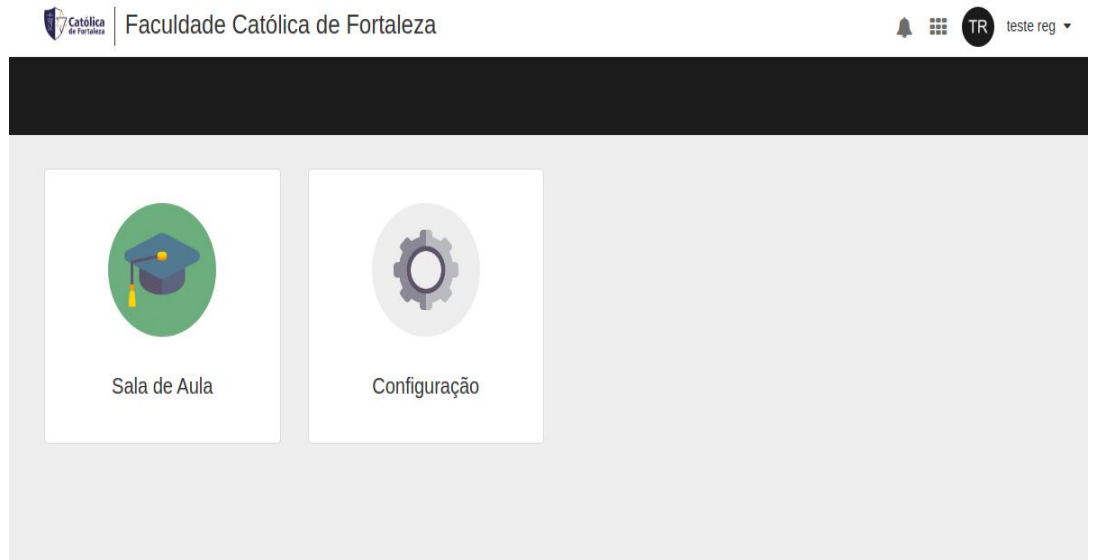 Católica
de Fortaleza
Faculdade Católica de Fortaleza
TR
teste reg
Sala de Aula
Configuração